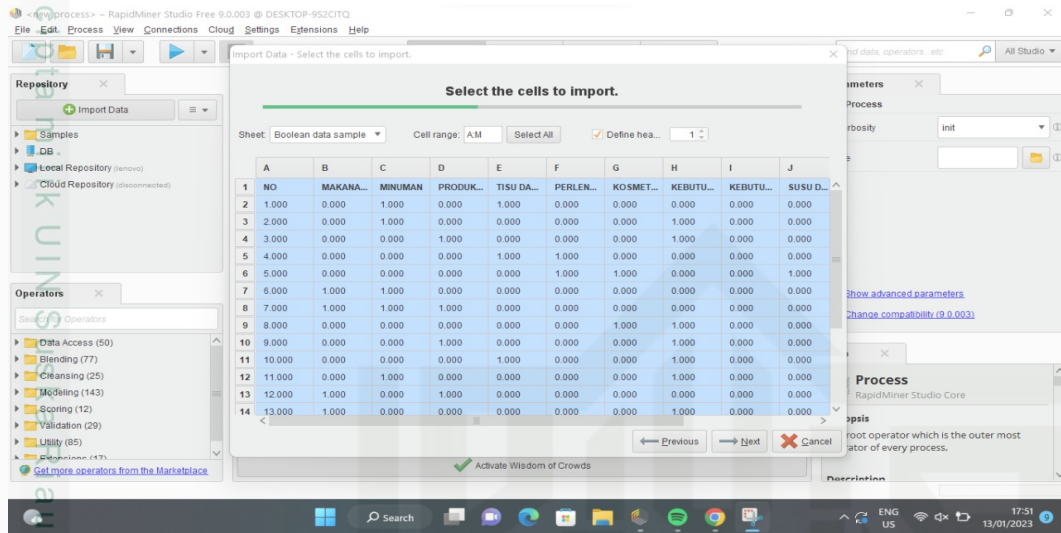 <new process> – RapidMiner Studio Free 9.0.003 @ DESKTOP-9S2CITQ
File Edit Process View Connections Cloud Settings Extensions Help
Import Data - Select the cells to import.
nd data, operators...etc
All Studio
Repository
Import Data
Samples
DB
Local Repository (lenovo)
Cloud Repository (disconnected)
Operators
Search for Operators
Data Access (50)
Blending (77)
Cleansing (25)
Modeling (143)
Scoring (12)
Validation (29)
Utility (85)
Extensions (17)
Get more operators from the Marketplace
Select the cells to import.
Sheet: Boolean data sample Cell range: A:M Select All Define hea... 1
A B C D E F G H I J
1 NO MAKANA... MINUMAN PRODUK... TISU DA... PERLEN... KOSMET... KEBUTU... KEBUTU... SUSU D...
2 1.000 0.000 1.000 0.000 1.000 0.000 0.000 0.000 0.000 0.000
3 2.000 0.000 1.000 0.000 0.000 0.000 0.000 1.000 0.000 0.000
4 3.000 0.000 0.000 1.000 0.000 0.000 0.000 1.000 0.000 0.000
5 4.000 0.000 0.000 0.000 1.000 1.000 0.000 0.000 0.000 0.000
6 5.000 0.000 0.000 0.000 0.000 1.000 1.000 0.000 0.000 1.000
7 6.000 1.000 1.000 0.000 0.000 0.000 0.000 0.000 0.000 0.000
8 7.000 1.000 1.000 1.000 0.000 0.000 0.000 0.000 0.000 0.000
9 8.000 0.000 0.000 0.000 0.000 0.000 1.000 1.000 0.000 0.000
10 9.000 0.000 0.000 1.000 0.000 0.000 0.000 1.000 0.000 0.000
11 10.000 0.000 0.000 0.000 1.000 0.000 0.000 1.000 0.000 0.000
12 11.000 0.000 1.000 0.000 0.000 0.000 0.000 1.000 0.000 0.000
13 12.000 1.000 0.000 1.000 0.000 0.000 0.000 0.000 0.000 0.000
14 13.000 1.000 0.000 0.000 0.000 0.000 0.000 1.000 0.000 0.000
Previous Next Cancel
Activate Wisdom of Crowds
ameters
Process
rbosity init
Show advanced parameters
Change compatibility (9.0.003)
Process
RapidMiner Studio Core
opsis
root operator which is the outer most
ator of every process.
Description
Search
ENG
US
17:51
13/01/2023
9